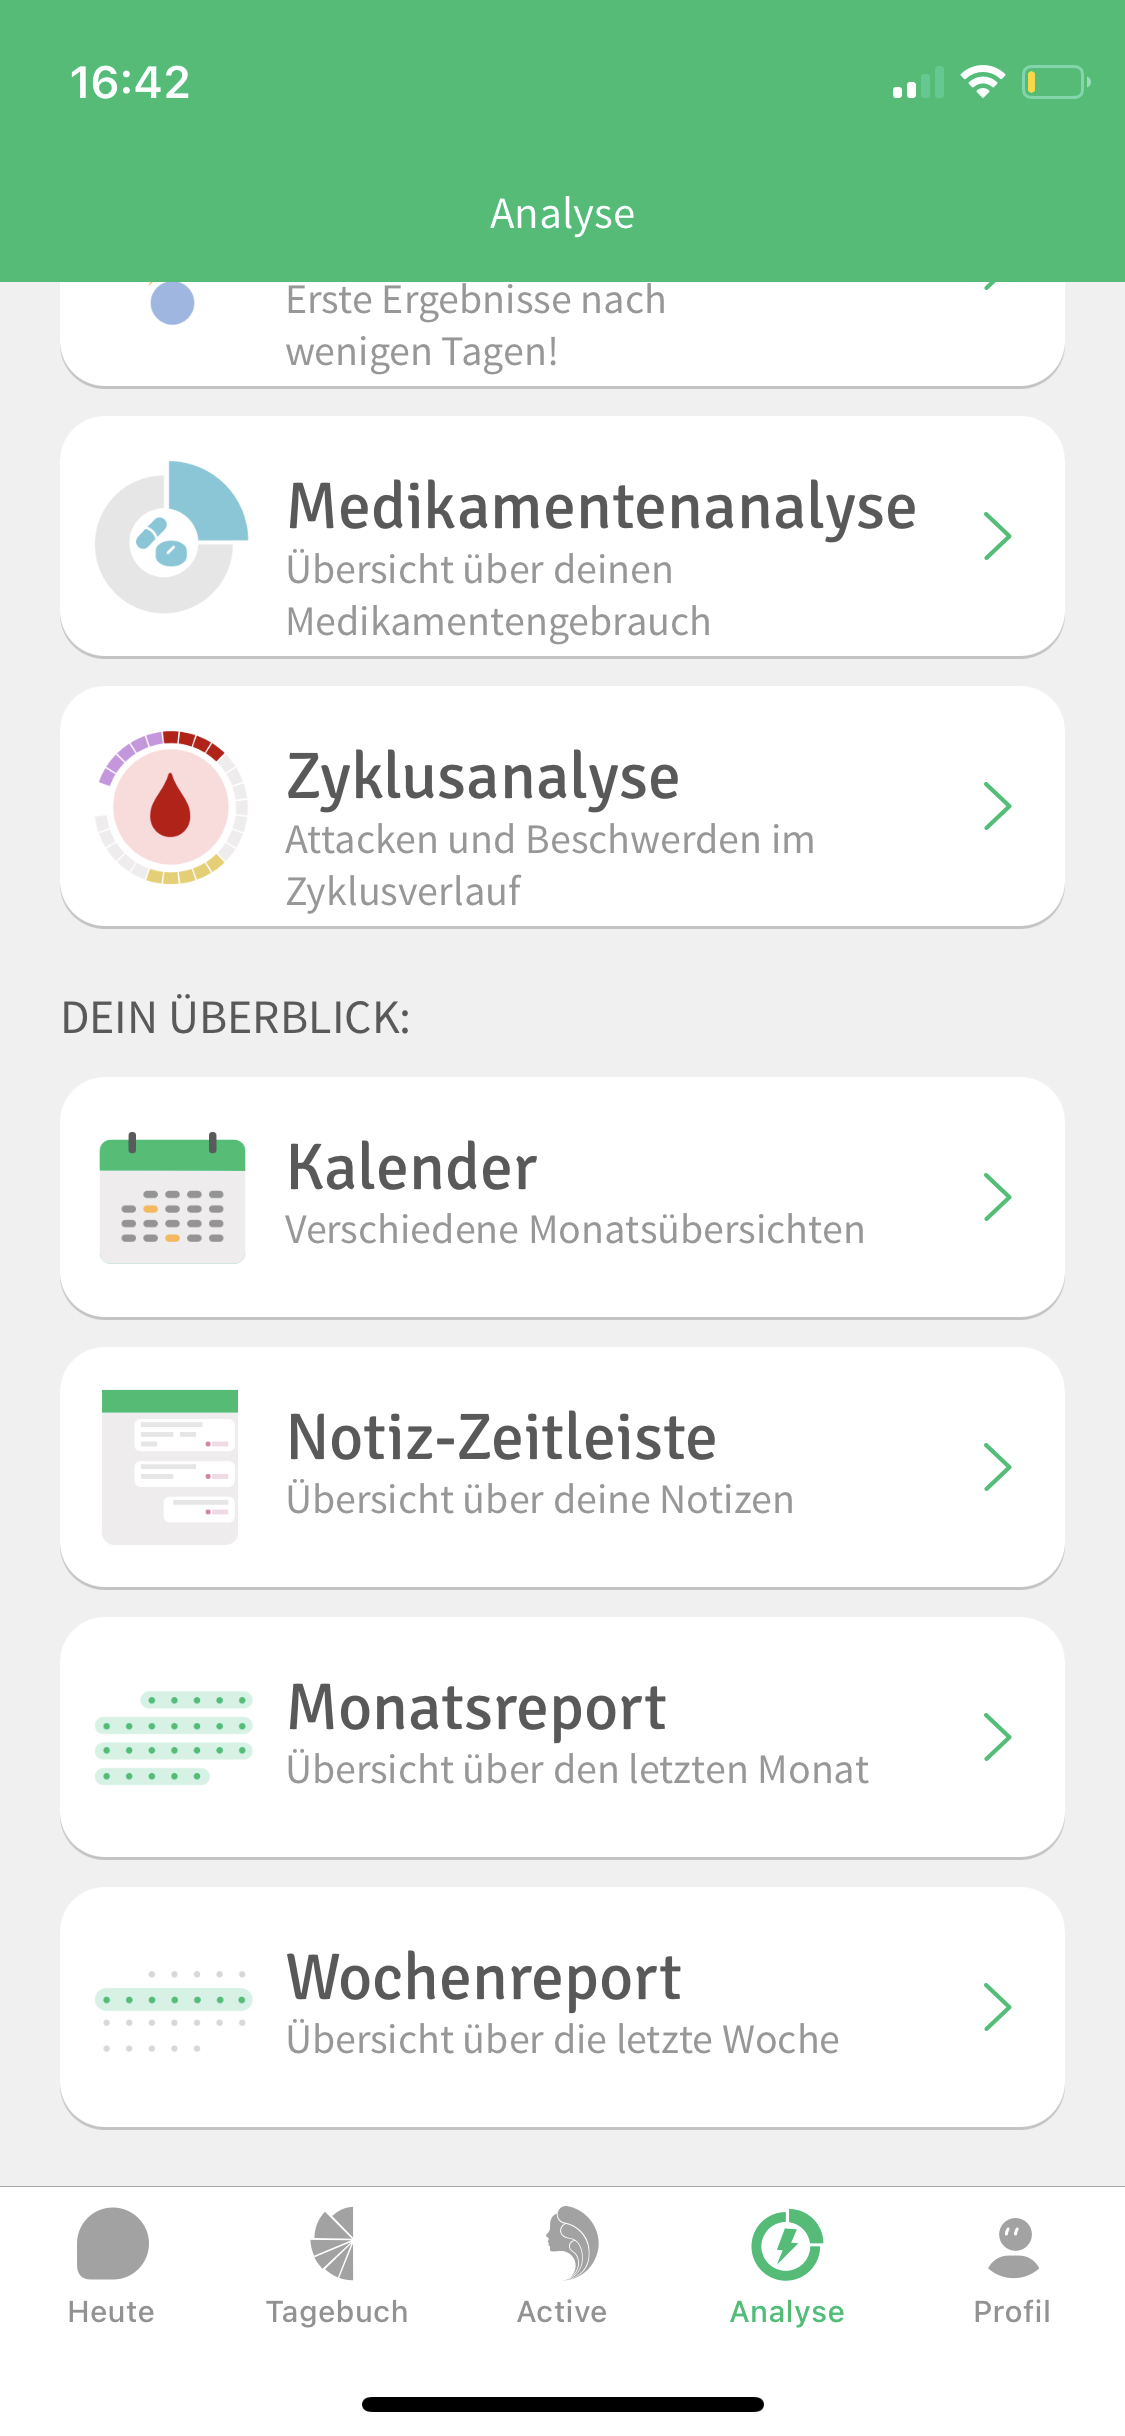 16:42
Analyse
Erste Ergebnisse nach
wenigen Tagen!
Medikamentenanalyse
Übersicht über deinen
Medikamentengebrauch
Zyklusanalyse
Attacken und Beschwerden im
Zyklusverlauf
DEIN ÜBERBLICK:
Kalender
Verschiedene Monatsübersichten
Notiz-Zeitleiste
Übersicht über deine Notizen
Monatsreport
Übersicht über den letzten Monat
Wochenreport
Übersicht über die letzte Woche
Heute
Tagebuch
Active
Analyse
Profil